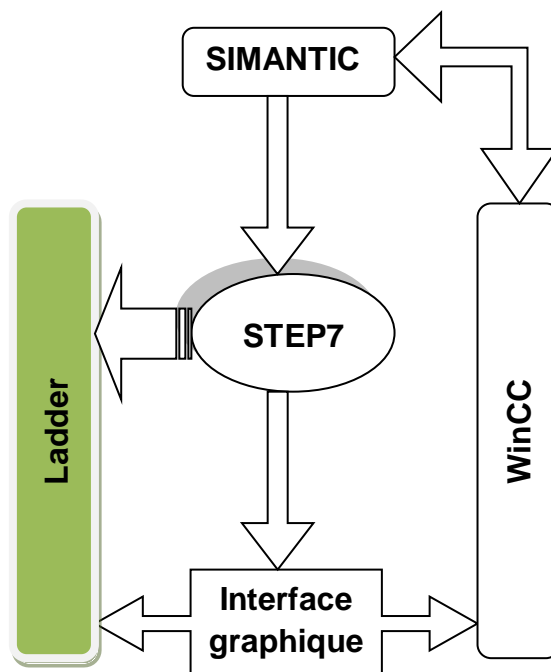 SIMANTIC
STEP7
Ladder
WinCC
Interface
graphique